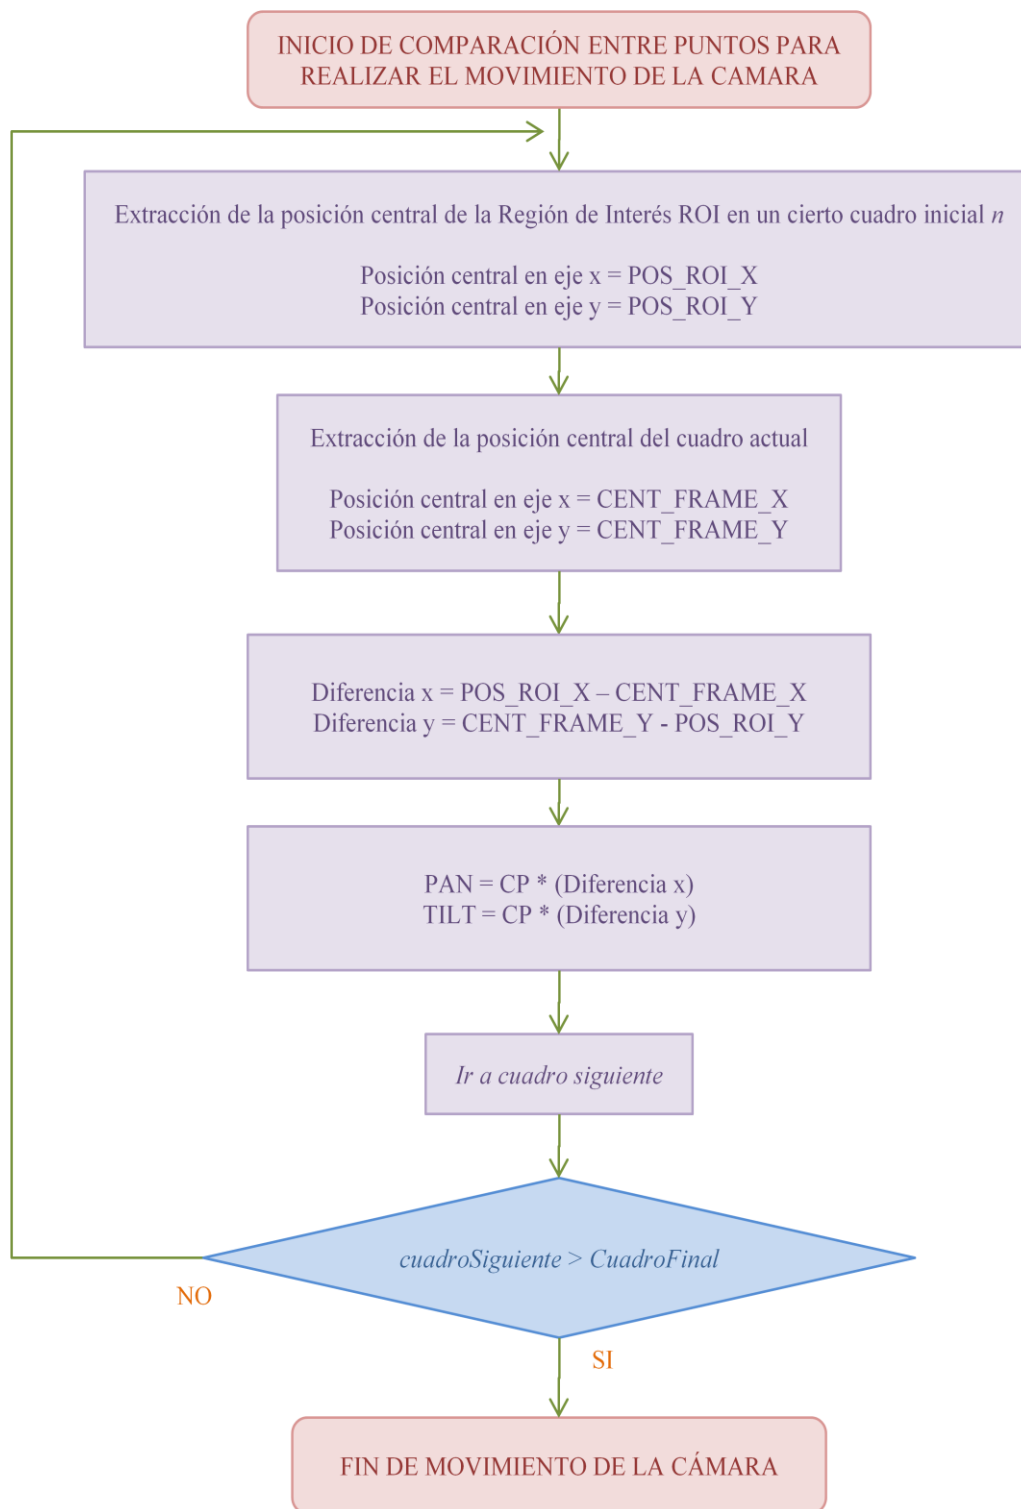 INICIO DE COMPARACIÓN ENTRE PUNTOS PARA
REALIZAR EL MOVIMIENTO DE LA CAMARA
Extracción de la posición central de la Región de Interés ROI en un cierto cuadro inicial n
Posición central en eje x = POS_ROI_X
Posición central en eje y = POS_ROI_Y
Extracción de la posición central del cuadro actual
Posición central en eje x = CENT_FRAME_X
Posición central en eje y = CENT_FRAME_Y
Diferencia x = POS_ROI_X – CENT_FRAME_X
Diferencia y = CENT_FRAME_Y - POS_ROI_Y
PAN = CP * (Diferencia x)
TILT = CP * (Diferencia y)
Ir a cuadro siguiente
cuadroSiguiente > CuadroFinal
NO
SI
FIN DE MOVIMIENTO DE LA CÁMARA